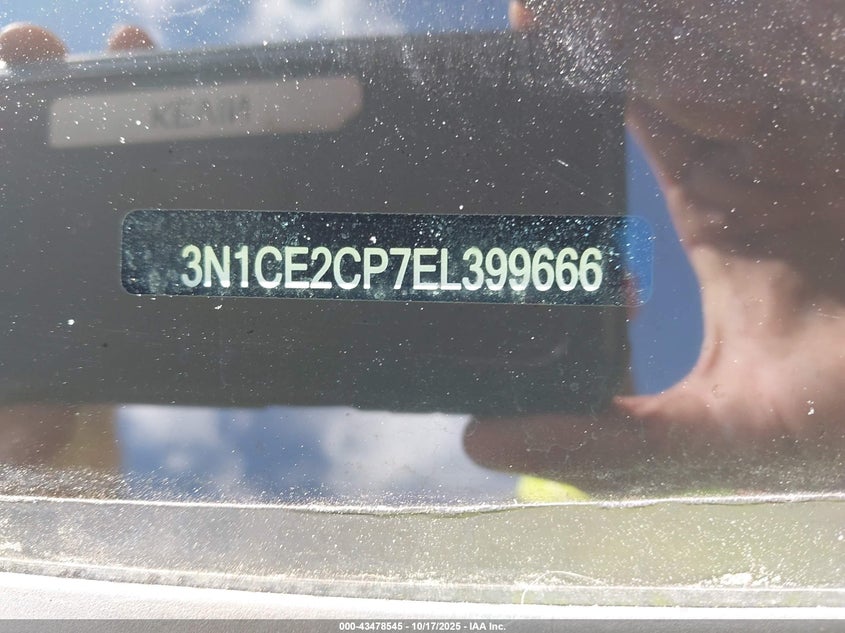 3N1CE2CP7EL399666
000-43478545 - 10/17/2025 - IAA Inc.